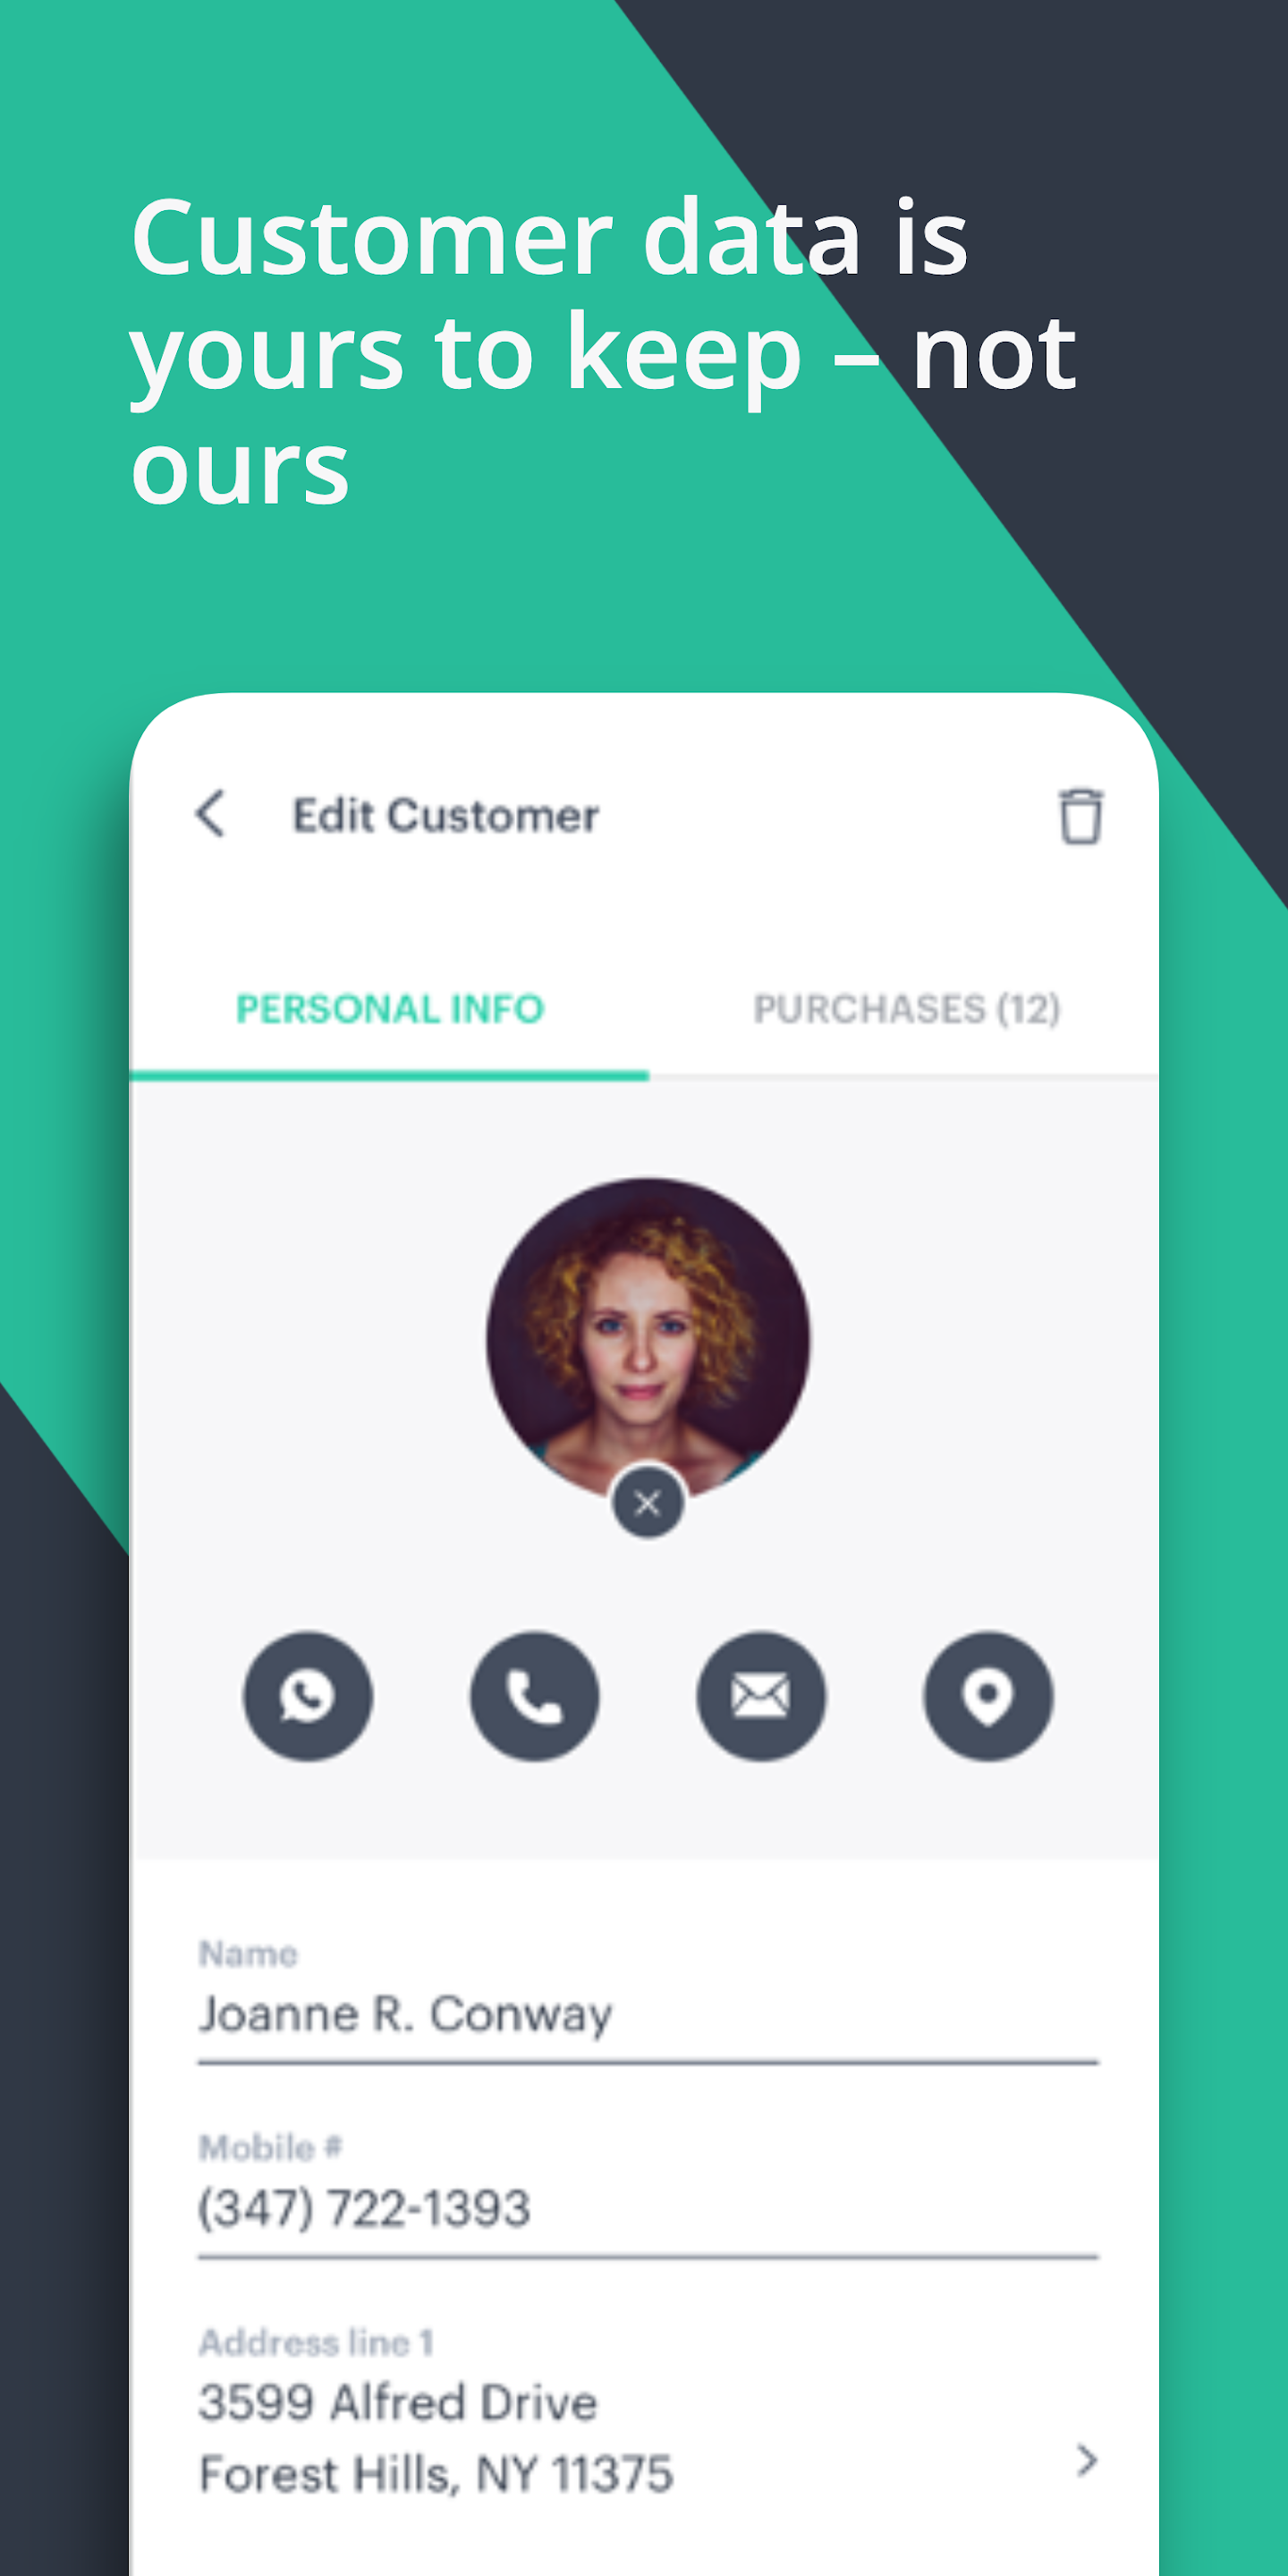 Customer data is
yours to keep – not
ours
Edit Customer
PERSONAL INFO PURCHASES (12)
Name
Joanne R. Conway
Mobile #
(347) 722-1393
Address line 1
3599 Alfred Drive
Forest Hills, NY 11375